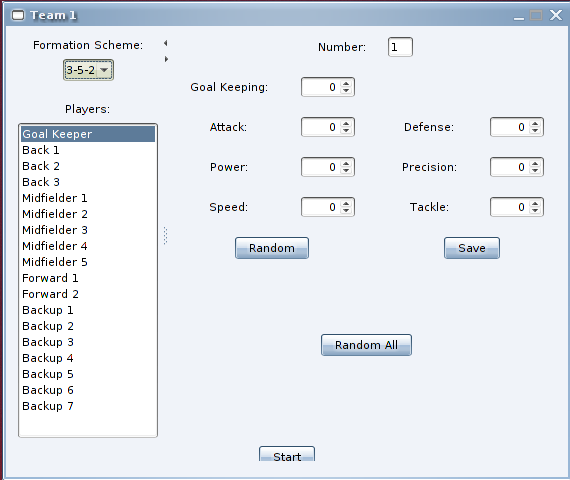 Team 1
Formation Scheme:
3-5-2
Players:
Goal Keeper
Back 1
Back 2
Back 3
Midfielder 1
Midfielder 2
Midfielder 3
Midfielder 4
Midfielder 5
Forward 1
Forward 2
Backup 1
Backup 2
Backup 3
Backup 4
Backup 5
Backup 6
Backup 7
Number: 1
Goal Keeping: 0
Attack: 0 Defense: 0
Power: 0 Precision: 0
Speed: 0 Tackle: 0
Random Save
Random All
Start